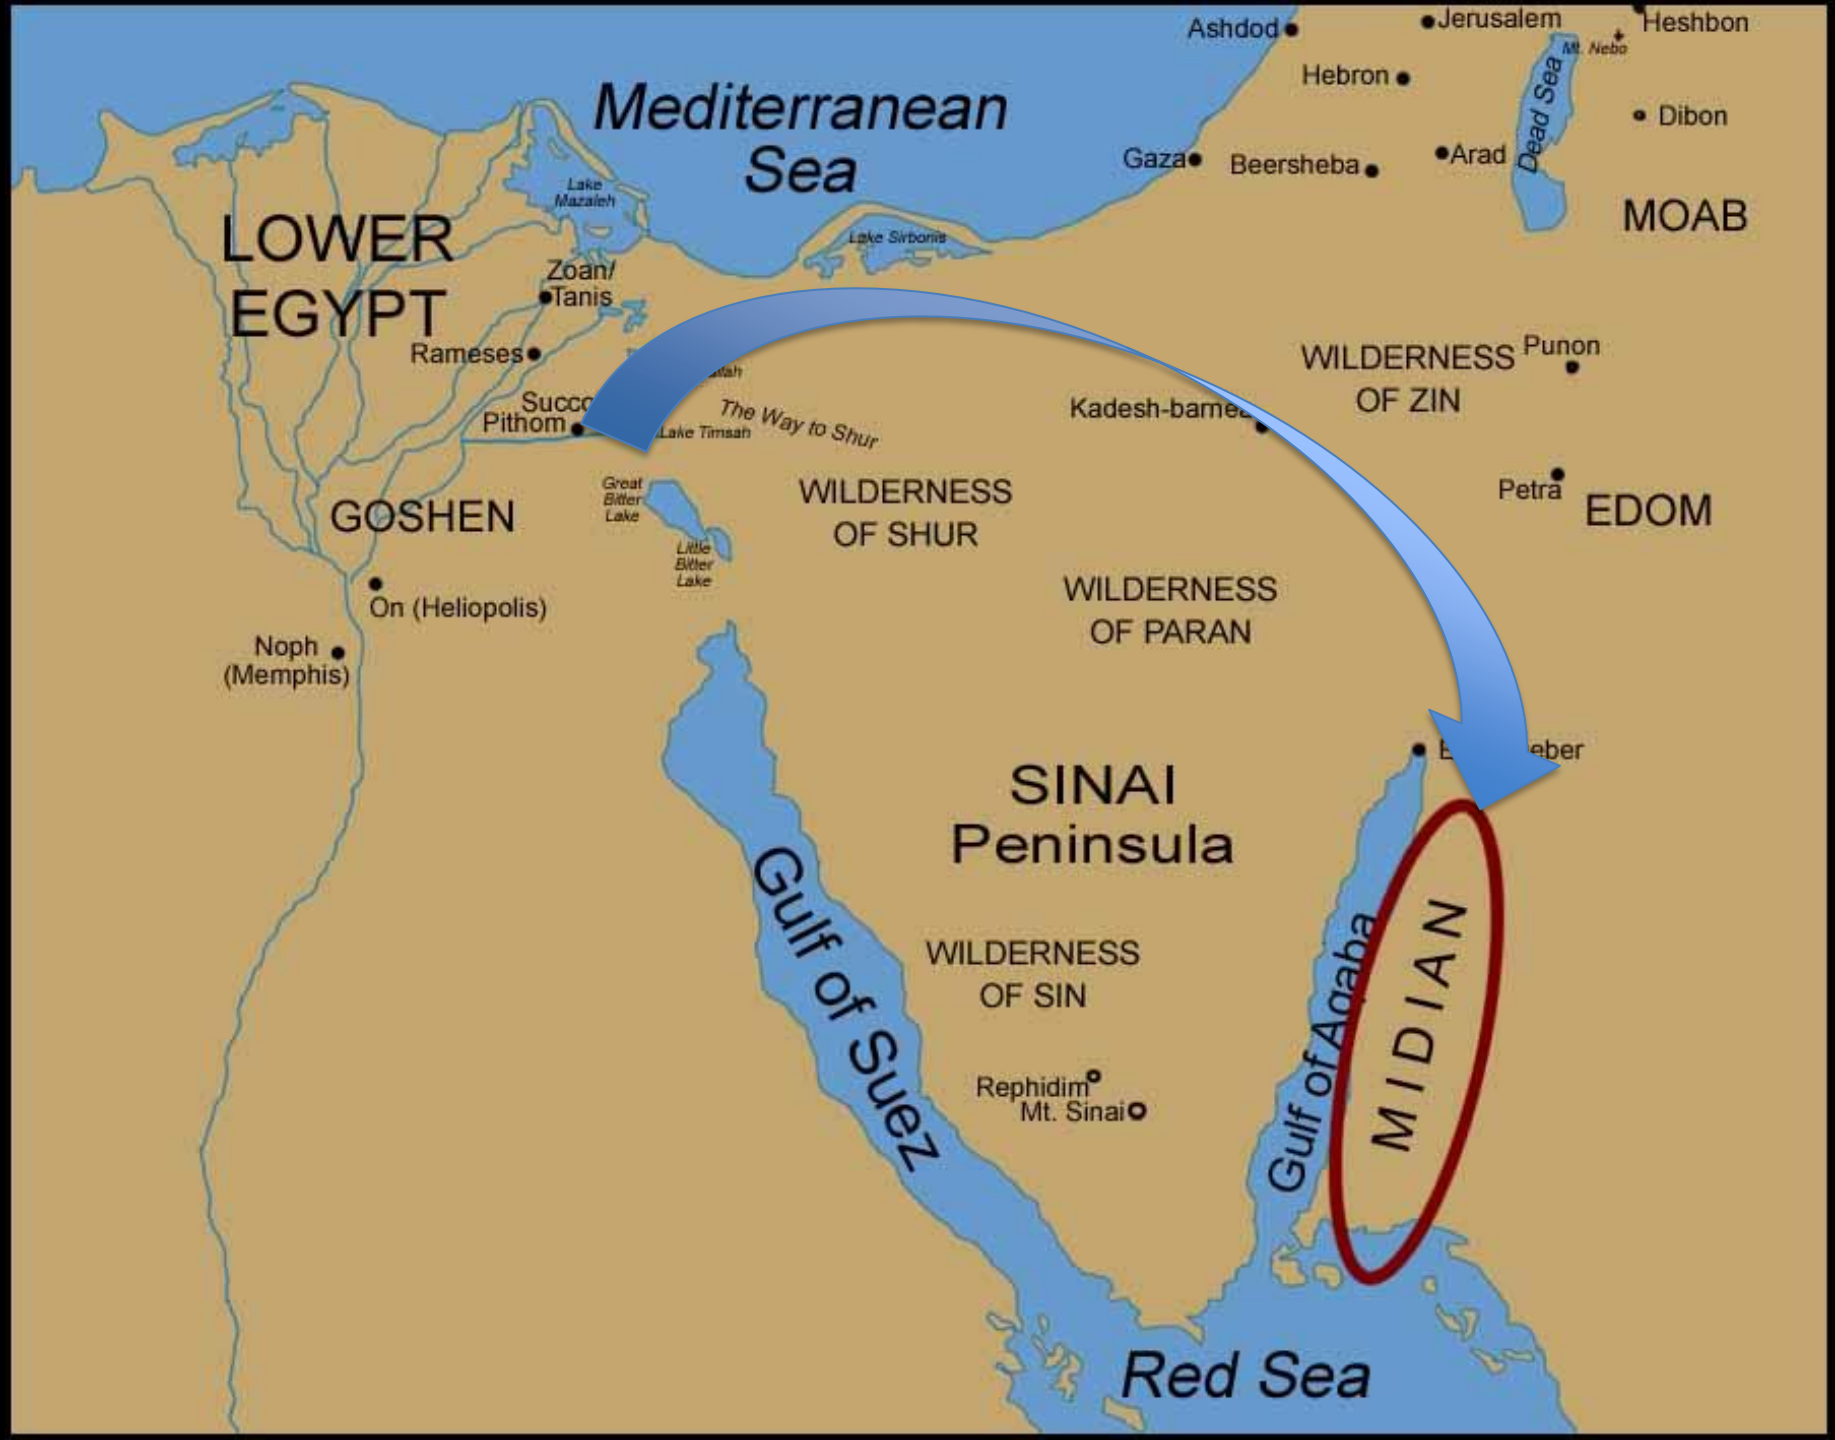 Ashdod
Jerusalem
Heshbon
Mt. Nebo
Hebron
Dead Sea
Dibon
Mediterranean
Sea
Gaza
Beersheba
Arad
MOAB
Lake
Mazaleh
LOWER
EGYPT
Lake Sirbonis
Zoan/
Tanis
Rameses
WILDERNESS
OF ZIN
Punon
Pithom
Lake Timsah
The Way to Shur
Kadesh-barnea
Petra
EDOM
Great
Bitter
Lake
WILDERNESS
OF SHUR
GOSHEN
Little
Bitter
Lake
On (Heliopolis)
WILDERNESS
OF PARAN
Noph
(Memphis)
SINAI
Peninsula
Gulf of Suez
WILDERNESS
OF SIN
Gulf of Aqaba
MIDIAN
Rephidim
Mt. Sinai
Red Sea